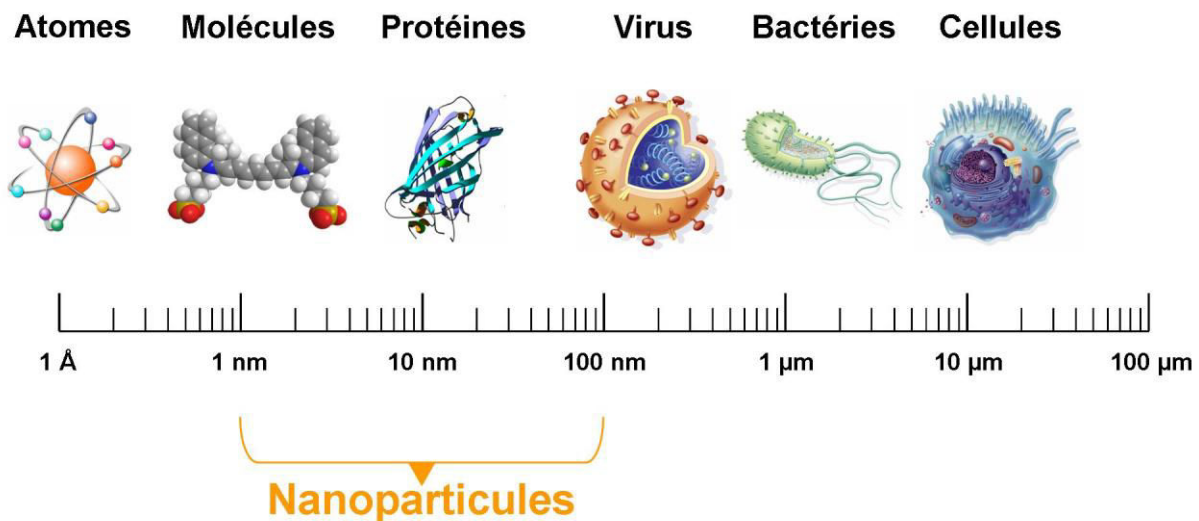 Atomes Molécules Protéines Virus Bactéries Cellules
1 Å 1 nm 10 nm 100 nm 1 µm 10 µm 100 µm
Nanoparticules